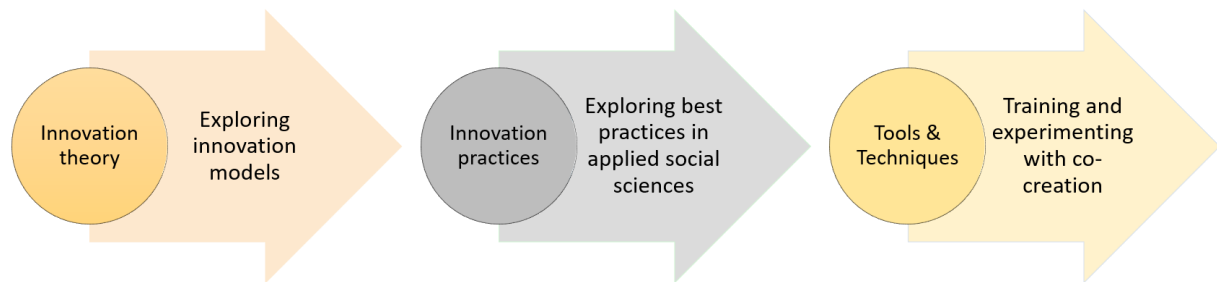 Innovation
theory
Exploring
innovation
models
Innovation
practices
Exploring best
practices in
applied social
sciences
Tools &
Techniques
Training and
experimenting
with co-
creation